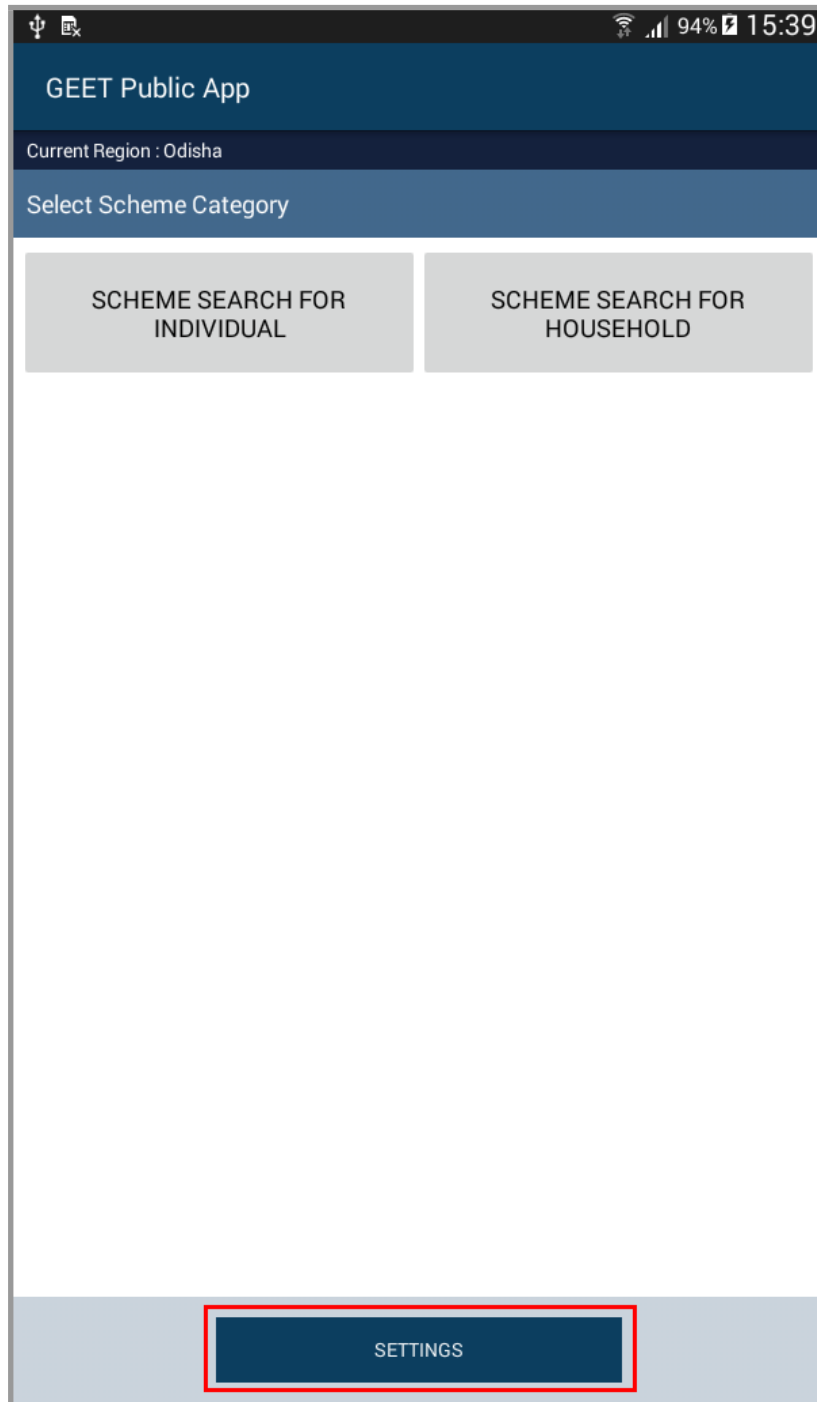 94% 15:39
GEET Public App
Current Region : Odisha
Select Scheme Category
SCHEME SEARCH FOR
INDIVIDUAL
SCHEME SEARCH FOR
HOUSEHOLD
SETTINGS